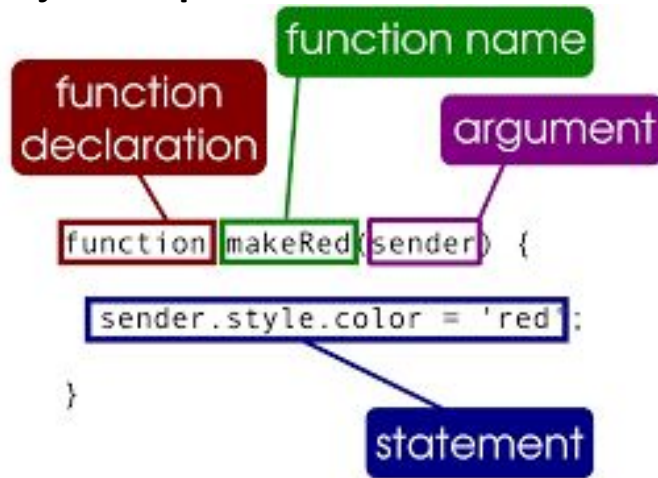 function name
function
declaration
argument
function makeRed(sender) {
sender.style.color = 'red';
}
statement